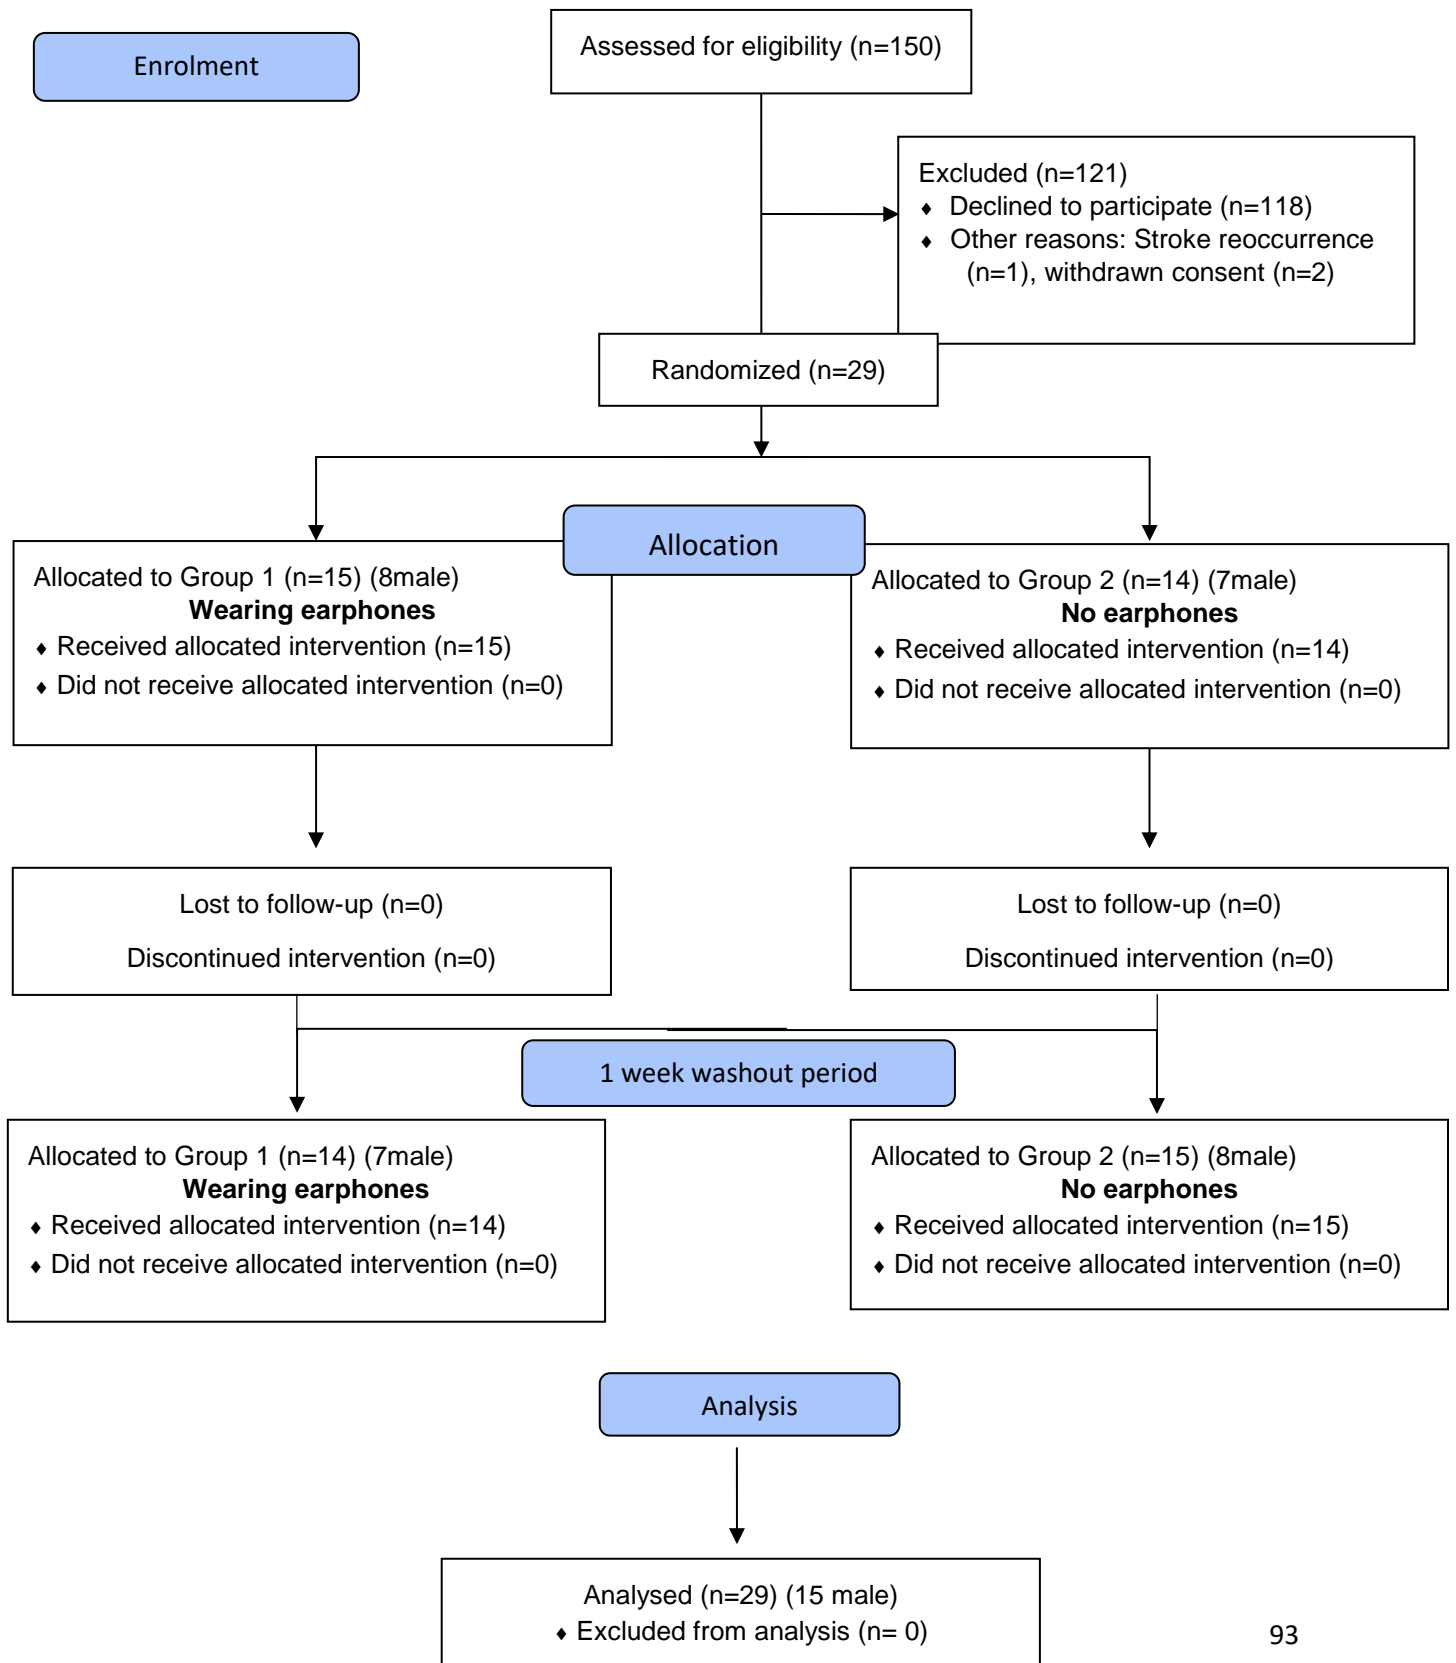 Enrolment
Assessed for eligibility (n=150)
Excluded (n=121)
♦ Declined to participate (n=118)
♦ Other reasons: Stroke reoccurrence
(n=1), withdrawn consent (n=2)
Randomized (n=29)
Allocation
Allocated to Group 1 (n=15) (8male)
Wearing earphones
♦ Received allocated intervention (n=15)
♦ Did not receive allocated intervention (n=0)
Allocated to Group 2 (n=14) (7male)
No earphones
♦ Received allocated intervention (n=14)
♦ Did not receive allocated intervention (n=0)
Lost to follow-up (n=0)
Discontinued intervention (n=0)
Lost to follow-up (n=0)
Discontinued intervention (n=0)
1 week washout period
Allocated to Group 1 (n=14) (7male)
Wearing earphones
♦ Received allocated intervention (n=14)
♦ Did not receive allocated intervention (n=0)
Allocated to Group 2 (n=15) (8male)
No earphones
♦ Received allocated intervention (n=15)
♦ Did not receive allocated intervention (n=0)
Analysis
Analysed (n=29) (15 male)
♦ Excluded from analysis (n= 0)
93